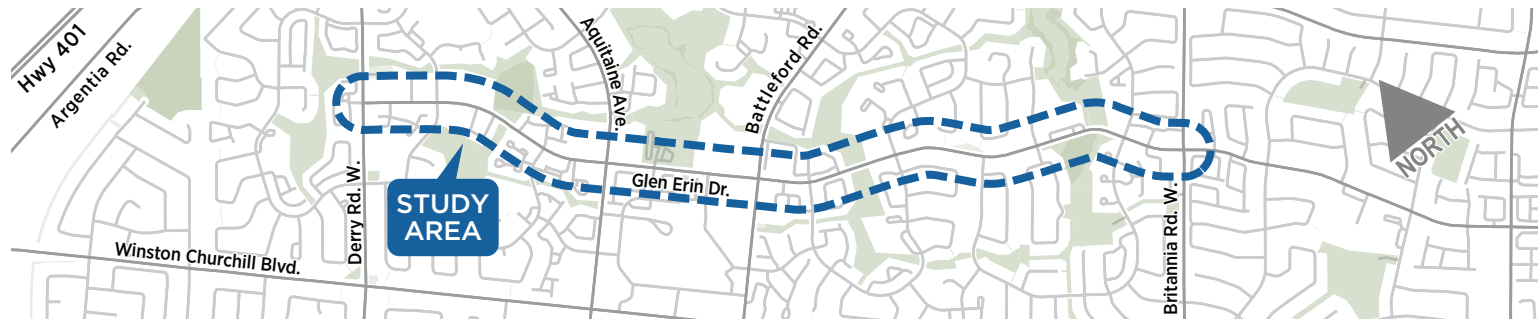 Hwy 401
Argentia Rd.
Aquitaine Ave.
Battleford Rd.
NORTH
Glen Erin Dr.
STUDY
AREA
Derry Rd. W.
Winston Churchill Blvd.
Britannia Rd. W.